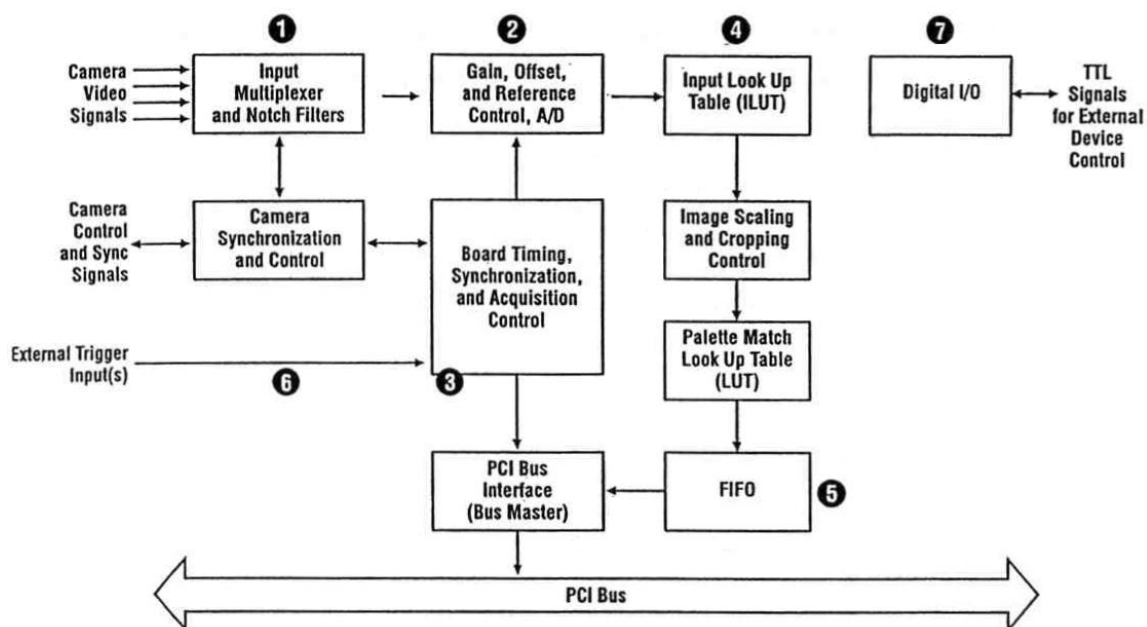 1
2
4
7
Camera
Video
Signals
Input
Multiplexer
and Notch Filters
Gain, Offset,
and Reference
Control, A/D
Input Look Up
Table (ILUT)
Digital I/O
TTL
Signals
for External
Device
Control
Camera
Control
and Sync
Signals
Camera
Synchronization
and Control
Board Timing,
Synchronization,
and Acquisition
Control
Image Scaling
and Cropping
Control
External Trigger
Input(s)
6
3
Palette Match
Look Up Table
(LUT)
PCI Bus
Interface
(Bus Master)
FIFO
5
PCI Bus